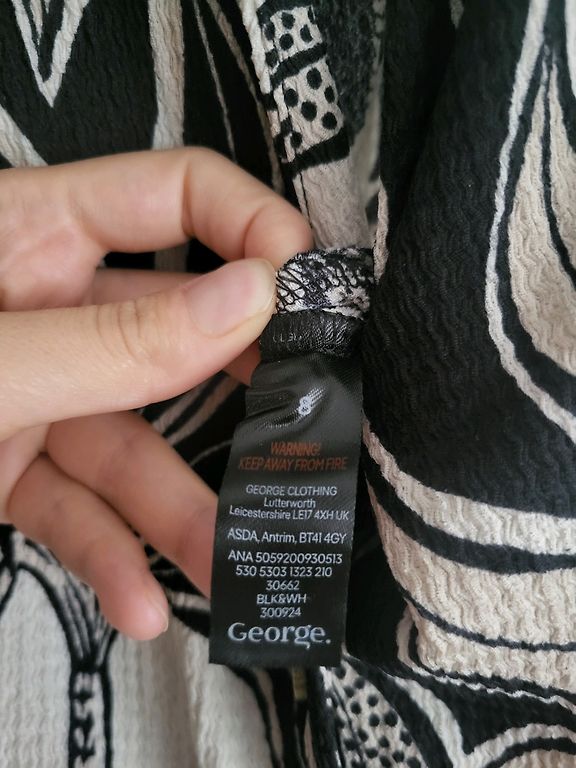 8
WARNING!
KEEP AWAY FROM FIRE
GEORGE CLOTHING
Lutterworth
Leicestershire LE17 4XH UK
ASDA, Antrim, BT41 4GY
ANA 5059200930513
530 5303 1323 210
30662
BLK&WH
300924
George.